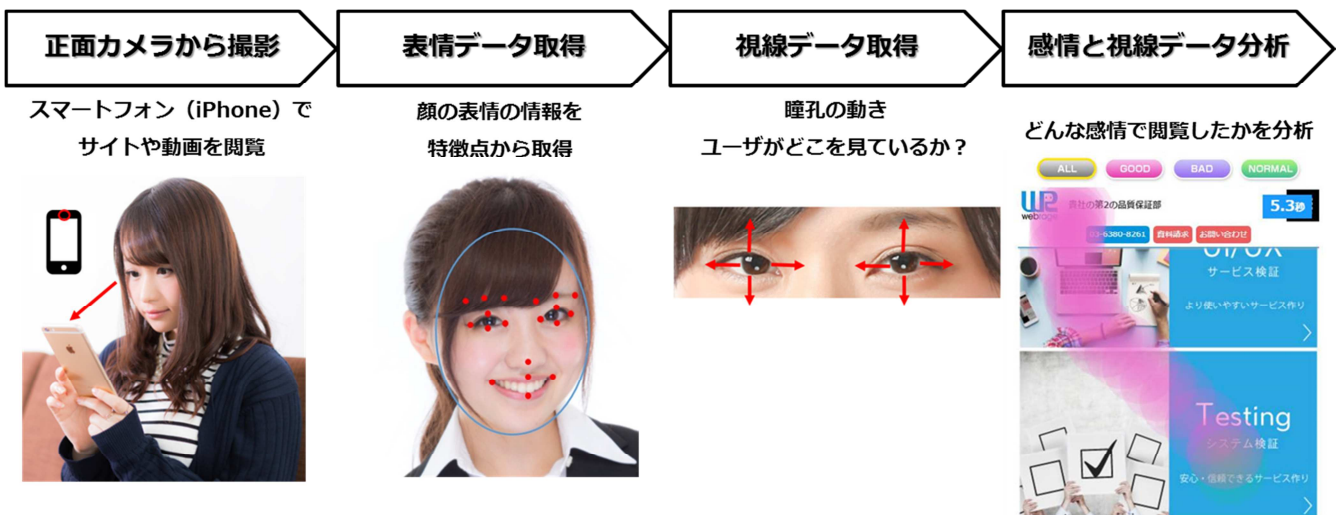 正面カメラから撮影
表情データ取得
視線データ取得
感情と視線データ分析
スマートフォン（iPhone）で
サイトや動画を閲覧
顔の表情の情報を
特徴点から取得
瞳孔の動き
ユーザがどこを見ているか？
どんな感情で閲覧したかを分析
ALL
GOOD
BAD
NORMAL
webrage
貴社の第2の品質保証部
5.3秒
03-6380-8261
資料請求
お問い合わせ
UI/UX
サービス検証
より使いやすいサービス作り
Testing
システム検証
安心・信頼できるサービス作り